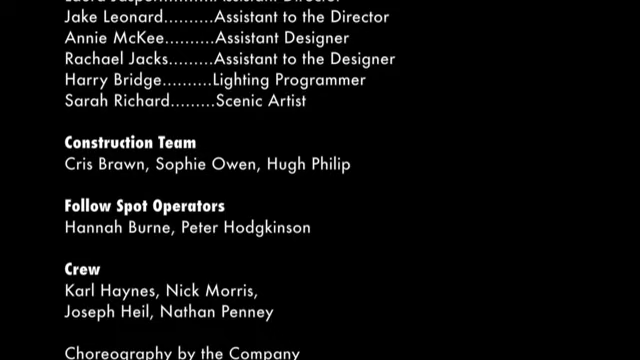 Jake Leonard..........Assistant to the Director
Annie McKee..........Assistant Designer
Rachael Jacks.........Assistant to the Designer
Harry Bridge..........Lighting Programmer
Sarah Richard.........Scenic Artist
Construction Team
Cris Brawn, Sophie Owen, Hugh Philip
Follow Spot Operators
Hannah Burne, Peter Hodgkinson
Crew
Karl Haynes, Nick Morris,
Joseph Heil, Nathan Penney
Choreography by the Company